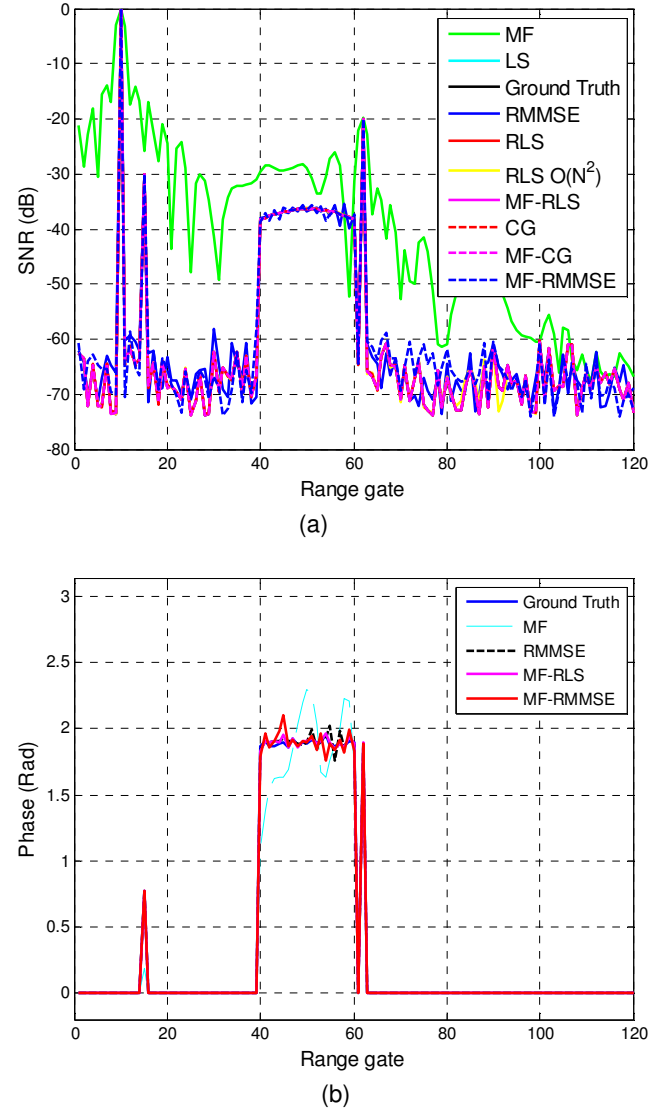 0
-10
-20
-30
-40
-50
-60
-70
-80
SNR (dB)
0 20 40 60 80 100 120
Range gate
MF
LS
Ground Truth
RMMSE
RLS
RLS O(N²)
MF-RLS
CG
MF-CG
MF-RMMSE
(a)
3
2.5
2
1.5
1
0.5
0
Phase (Rad)
0 20 40 60 80 100 120
Range gate
Ground Truth
MF
RMMSE
MF-RLS
MF-RMMSE
(b)